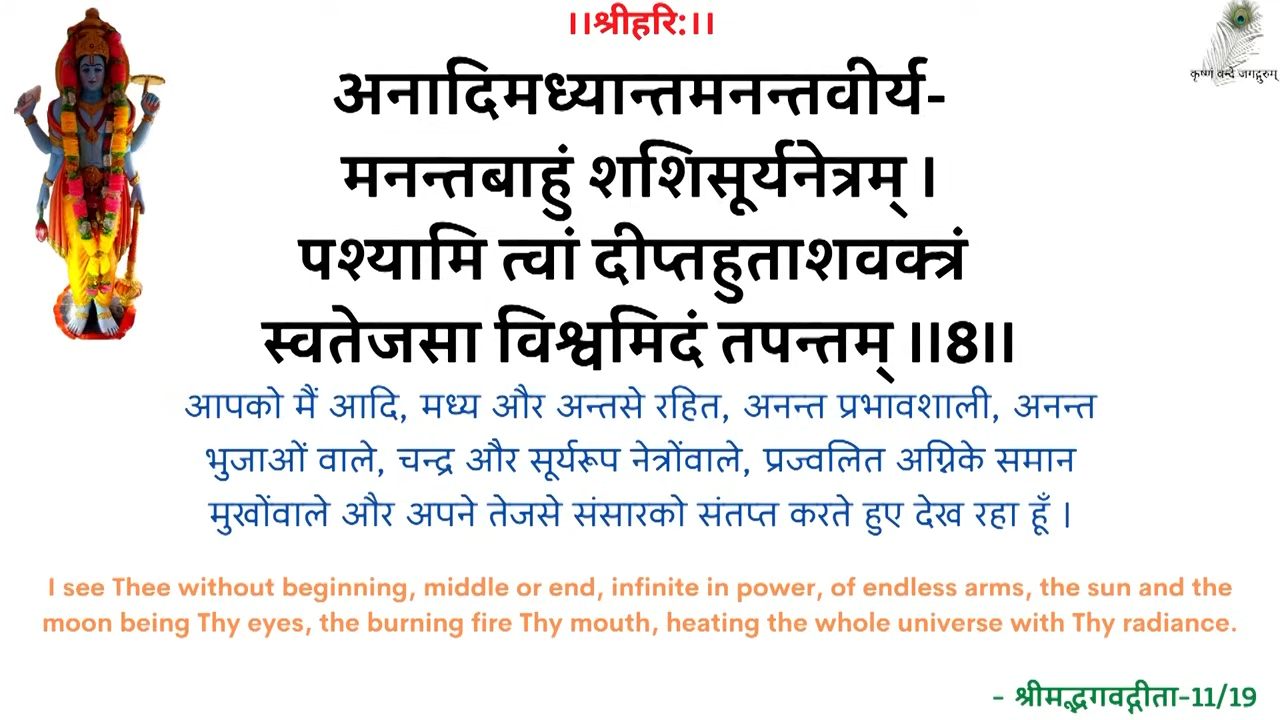 ।।श्रीहरि:।।
कृष्णं वन्दे जगद्गुरुम्
अनादिमध्यान्तमनन्तवीर्य-
मनन्तबाहुं शशिसूर्यनेत्रम् ।
पश्यामि त्वां दीप्तहुताशवक्त्रं
स्वतेजसा विश्वमिदं तपन्तम् ।।8।।
आपको मैं आदि, मध्य और अन्तसे रहित, अनन्त प्रभावशाली, अनन्त
भुजाओं वाले, चन्द्र और सूर्यरूप नेत्रोंवाले, प्रज्वलित अग्निके समान
मुखोंवाले और अपने तेजसे संसारको संतप्त करते हुए देख रहा हूँ ।
I see Thee without beginning, middle or end, infinite in power, of endless arms, the sun and the
moon being Thy eyes, the burning fire Thy mouth, heating the whole universe with Thy radiance.
- श्रीमद्भगवद्गीता-11/19